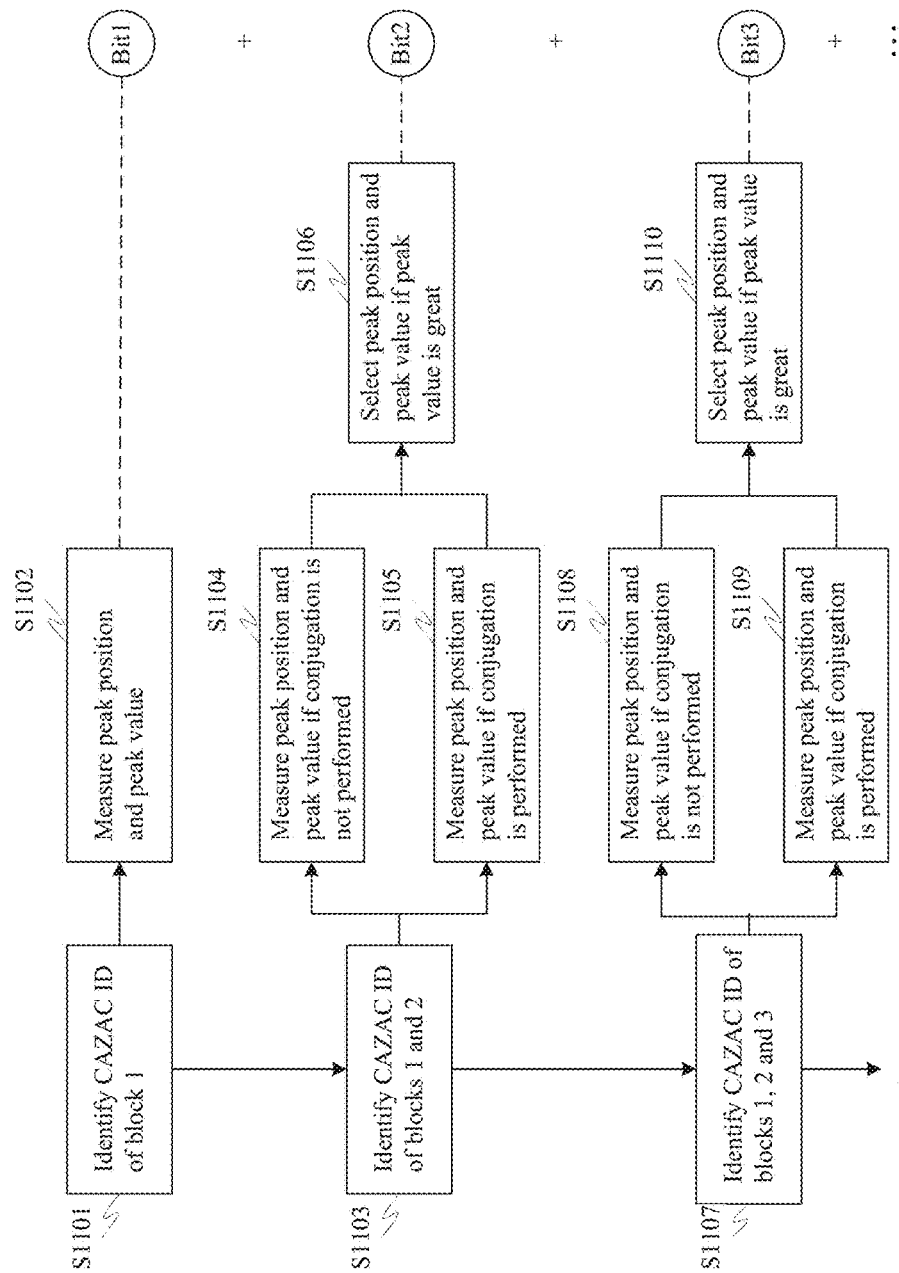 S1101
Identify CAZAC ID
of block 1
S1102
Measure peak position
and peak value
Bit1
+
S1103
Identify CAZAC ID
of blocks 1 and 2
S1104
Measure peak position and
peak value if conjugation is
not performed
S1105
Measure peak position and
peak value if conjugation
is performed
S1106
Select peak position and
peak value if peak
value is great
Bit2
+
S1107
Identify CAZAC ID of
blocks 1, 2 and 3
S1108
Measure peak position and
peak value if conjugation
is not performed
S1109
Measure peak position and
peak value if conjugation
is performed
S1110
Select peak position and
peak value if peak value
is great
Bit3
+
...